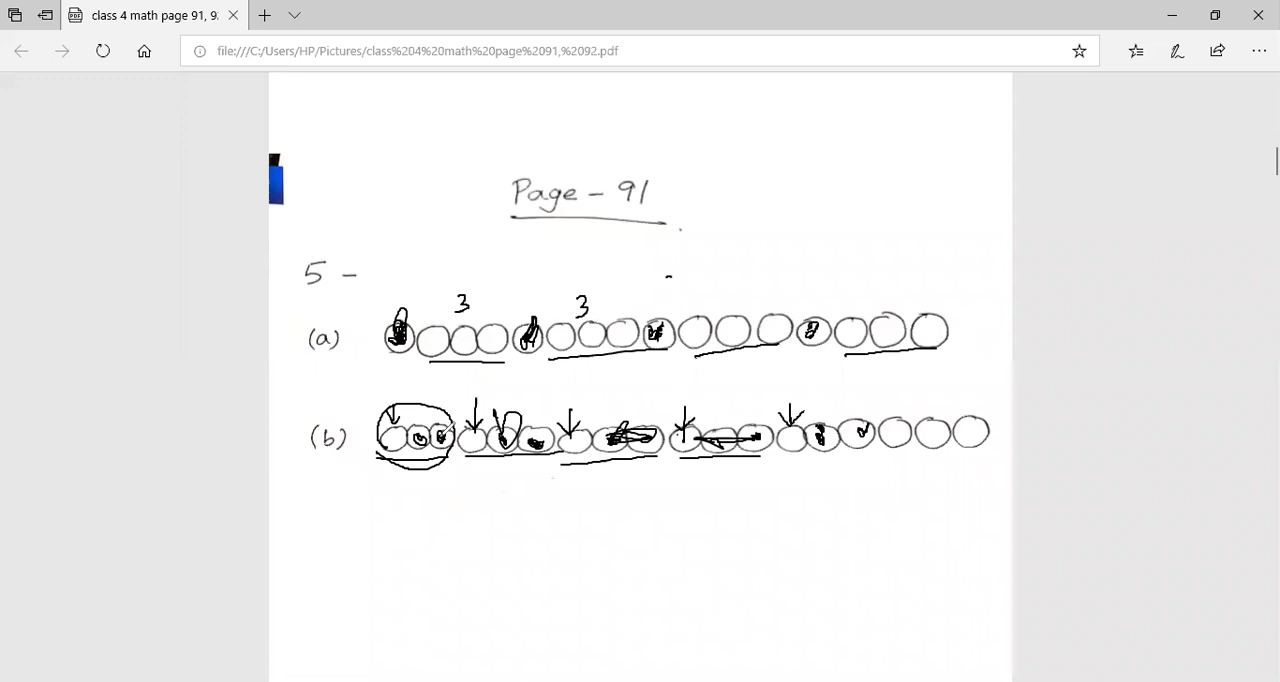 class 4 math page 91, 9
file:///C:/Users/HP/Pictures/class%204%20math%20page%2091,%2092.pdf
Page - 91
5 -
3 3
(a)
(b)